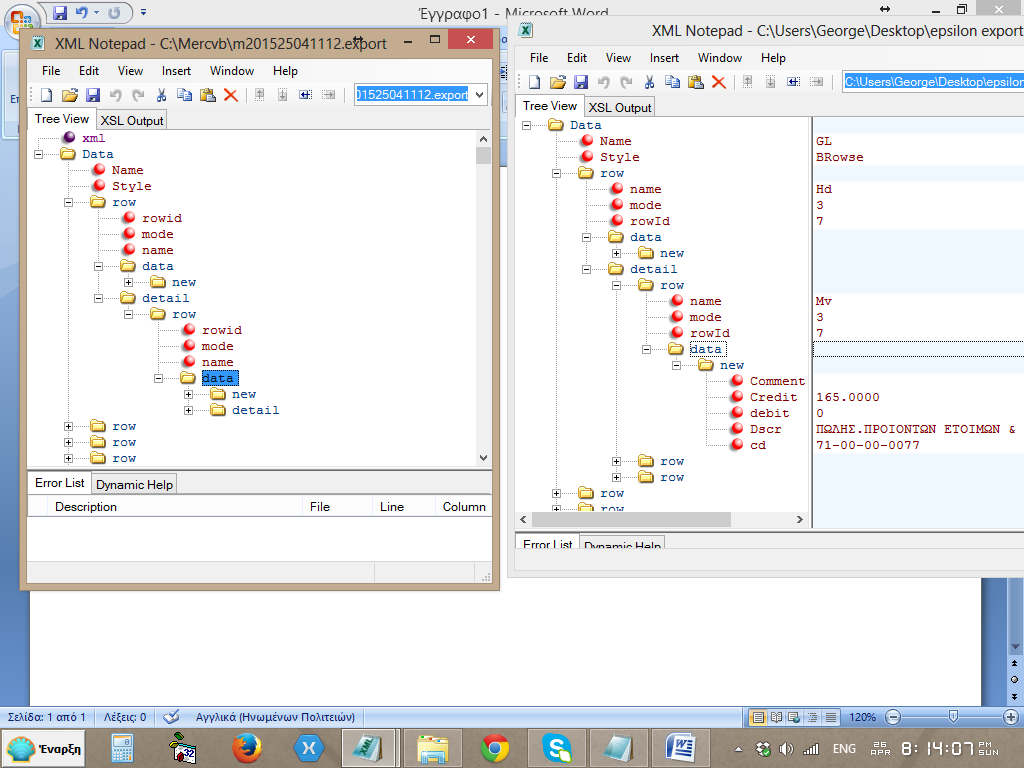 Έγγραφο1 - Microsoft Word
XML Notepad - C:\Mercvb\m201525041112.export
File Edit View Insert Window Help
01525041112.export
Tree View XSL Output
xml
Data
Name
Style
row
rowid
mode
name
data
new
detail
row
rowid
mode
name
data
new
detail
row
row
row
Error List Dynamic Help
Description File Line Column
XML Notepad - C:\Users\George\Desktop\epsilon export
File Edit View Insert Window Help
C:\Users\George\Desktop\epsilon
Tree View XSL Output
Data
Name GL
Style BRowse
row
name Hd
mode 3
rowId 7
data
new
detail
row
name Mv
mode 3
rowId 7
data
new
Comment
Credit 165.0000
debit 0
Dscr ΠΩΛΗΣ.ΠΡΟΙΟΝΤΩΝ ΕΤΟΙΜΩΝ &
cd 71-00-00-0077
row
row
row
row
Error List Dynamic Help
Σελίδα: 1 από 1 Λέξεις: 0 Αγγλικά (Ηνωμένων Πολιτειών) 120%
Έναρξη 32 ENG 26 APR 8:14:07 PM SUN